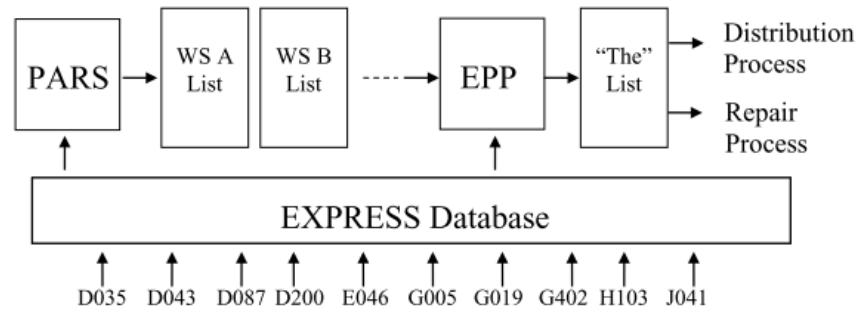 PARS
WS A
List
WS B
List
EPP
“The”
List
Distribution
Process
Repair
Process
EXPRESS Database
D035 D043 D087 D200 E046 G005 G019 G402 H103 J041